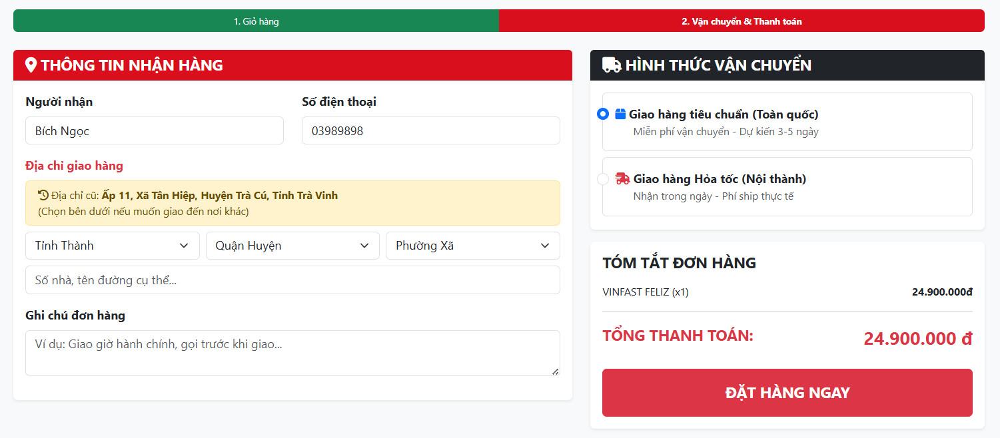 1. Giỏ hàng
2. Vận chuyển & Thanh toán
THÔNG TIN NHẬN HÀNG
Người nhận
Số điện thoại
Bích Ngọc
03989898
Địa chỉ giao hàng
Địa chỉ cũ: Ấp 11, Xã Tân Hiệp, Huyện Trà Cú, Tỉnh Trà Vinh
(Chọn bên dưới nếu muốn giao đến nơi khác)
Tỉnh Thành
Quận Huyện
Phường Xã
Số nhà, tên đường cụ thể...
Ghi chú đơn hàng
Ví dụ: Giao giờ hành chính, gọi trước khi giao...
HÌNH THỨC VẬN CHUYỂN
Giao hàng tiêu chuẩn (Toàn quốc)
Miễn phí vận chuyển - Dự kiến 3-5 ngày
Giao hàng Hỏa tốc (Nội thành)
Nhận trong ngày - Phí ship thực tế
TÓM TẮT ĐƠN HÀNG
VINFAST FELIZ (x1)
24.900.000đ
TỔNG THANH TOÁN:
24.900.000 đ
ĐẶT HÀNG NGAY